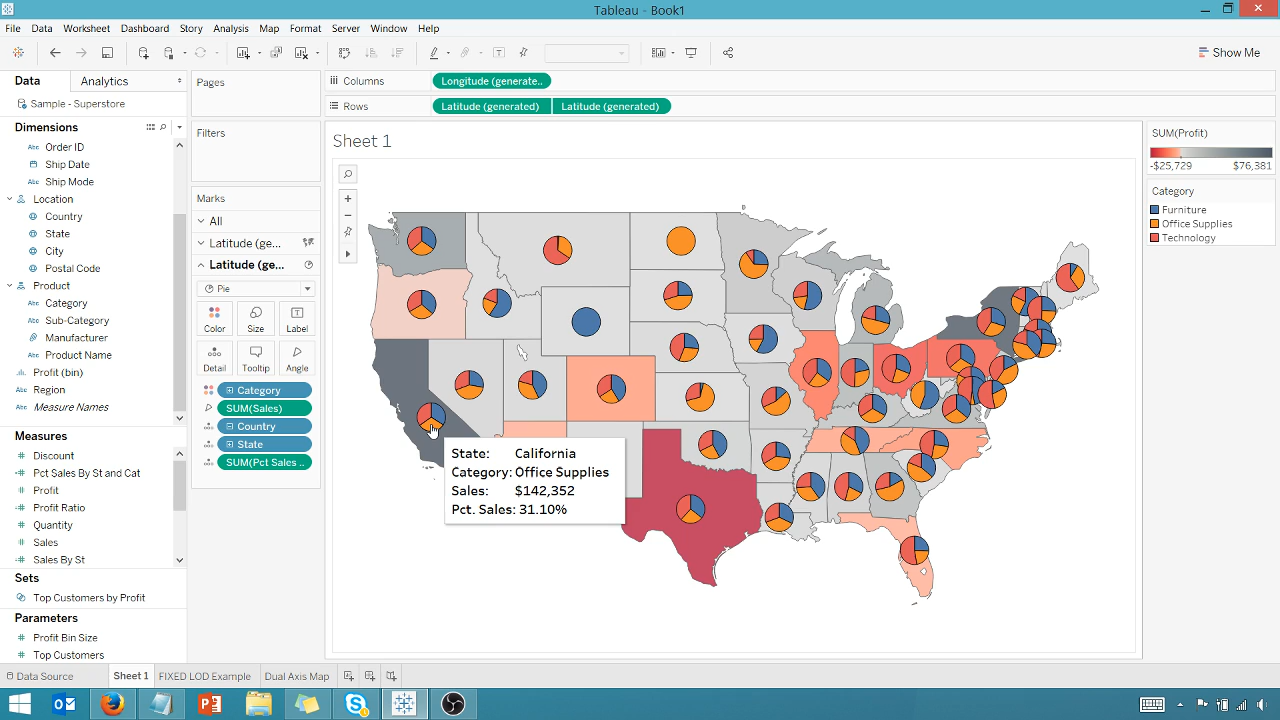 Tableau - Book1
File Data Worksheet Dashboard Story Analysis Map Format Server Window Help
Show Me
Data
Analytics
Sample - Superstore
Dimensions
Abc Order ID
Ship Date
Abc Ship Mode
Location
Country
State
City
Postal Code
Product
Abc Category
Abc Sub-Category
Manufacturer
Abc Product Name
Profit (bin)
Abc Region
Abc Measure Names
Measures
# Discount
=# Pct Sales By St and Cat
# Profit
=# Profit Ratio
# Quantity
# Sales
=# Sales By St
Sets
Top Customers by Profit
Parameters
# Profit Bin Size
# Top Customers
Pages
Filters
Marks
All
Latitude (ge...
Latitude (ge...
Pie
Color
Size
Label
Detail
Tooltip
Angle
Category
SUM(Sales)
Country
State
SUM(Pct Sales ..
Columns
Longitude (generate..
Rows
Latitude (generated)
Latitude (generated)
Sheet 1
State: California
Category: Office Supplies
Sales: $142,352
Pct. Sales: 31.10%
SUM(Profit)
-$25,729
$76,381
Category
Furniture
Office Supplies
Technology
Data Source
Sheet 1
FIXED LOD Example
Dual Axis Map